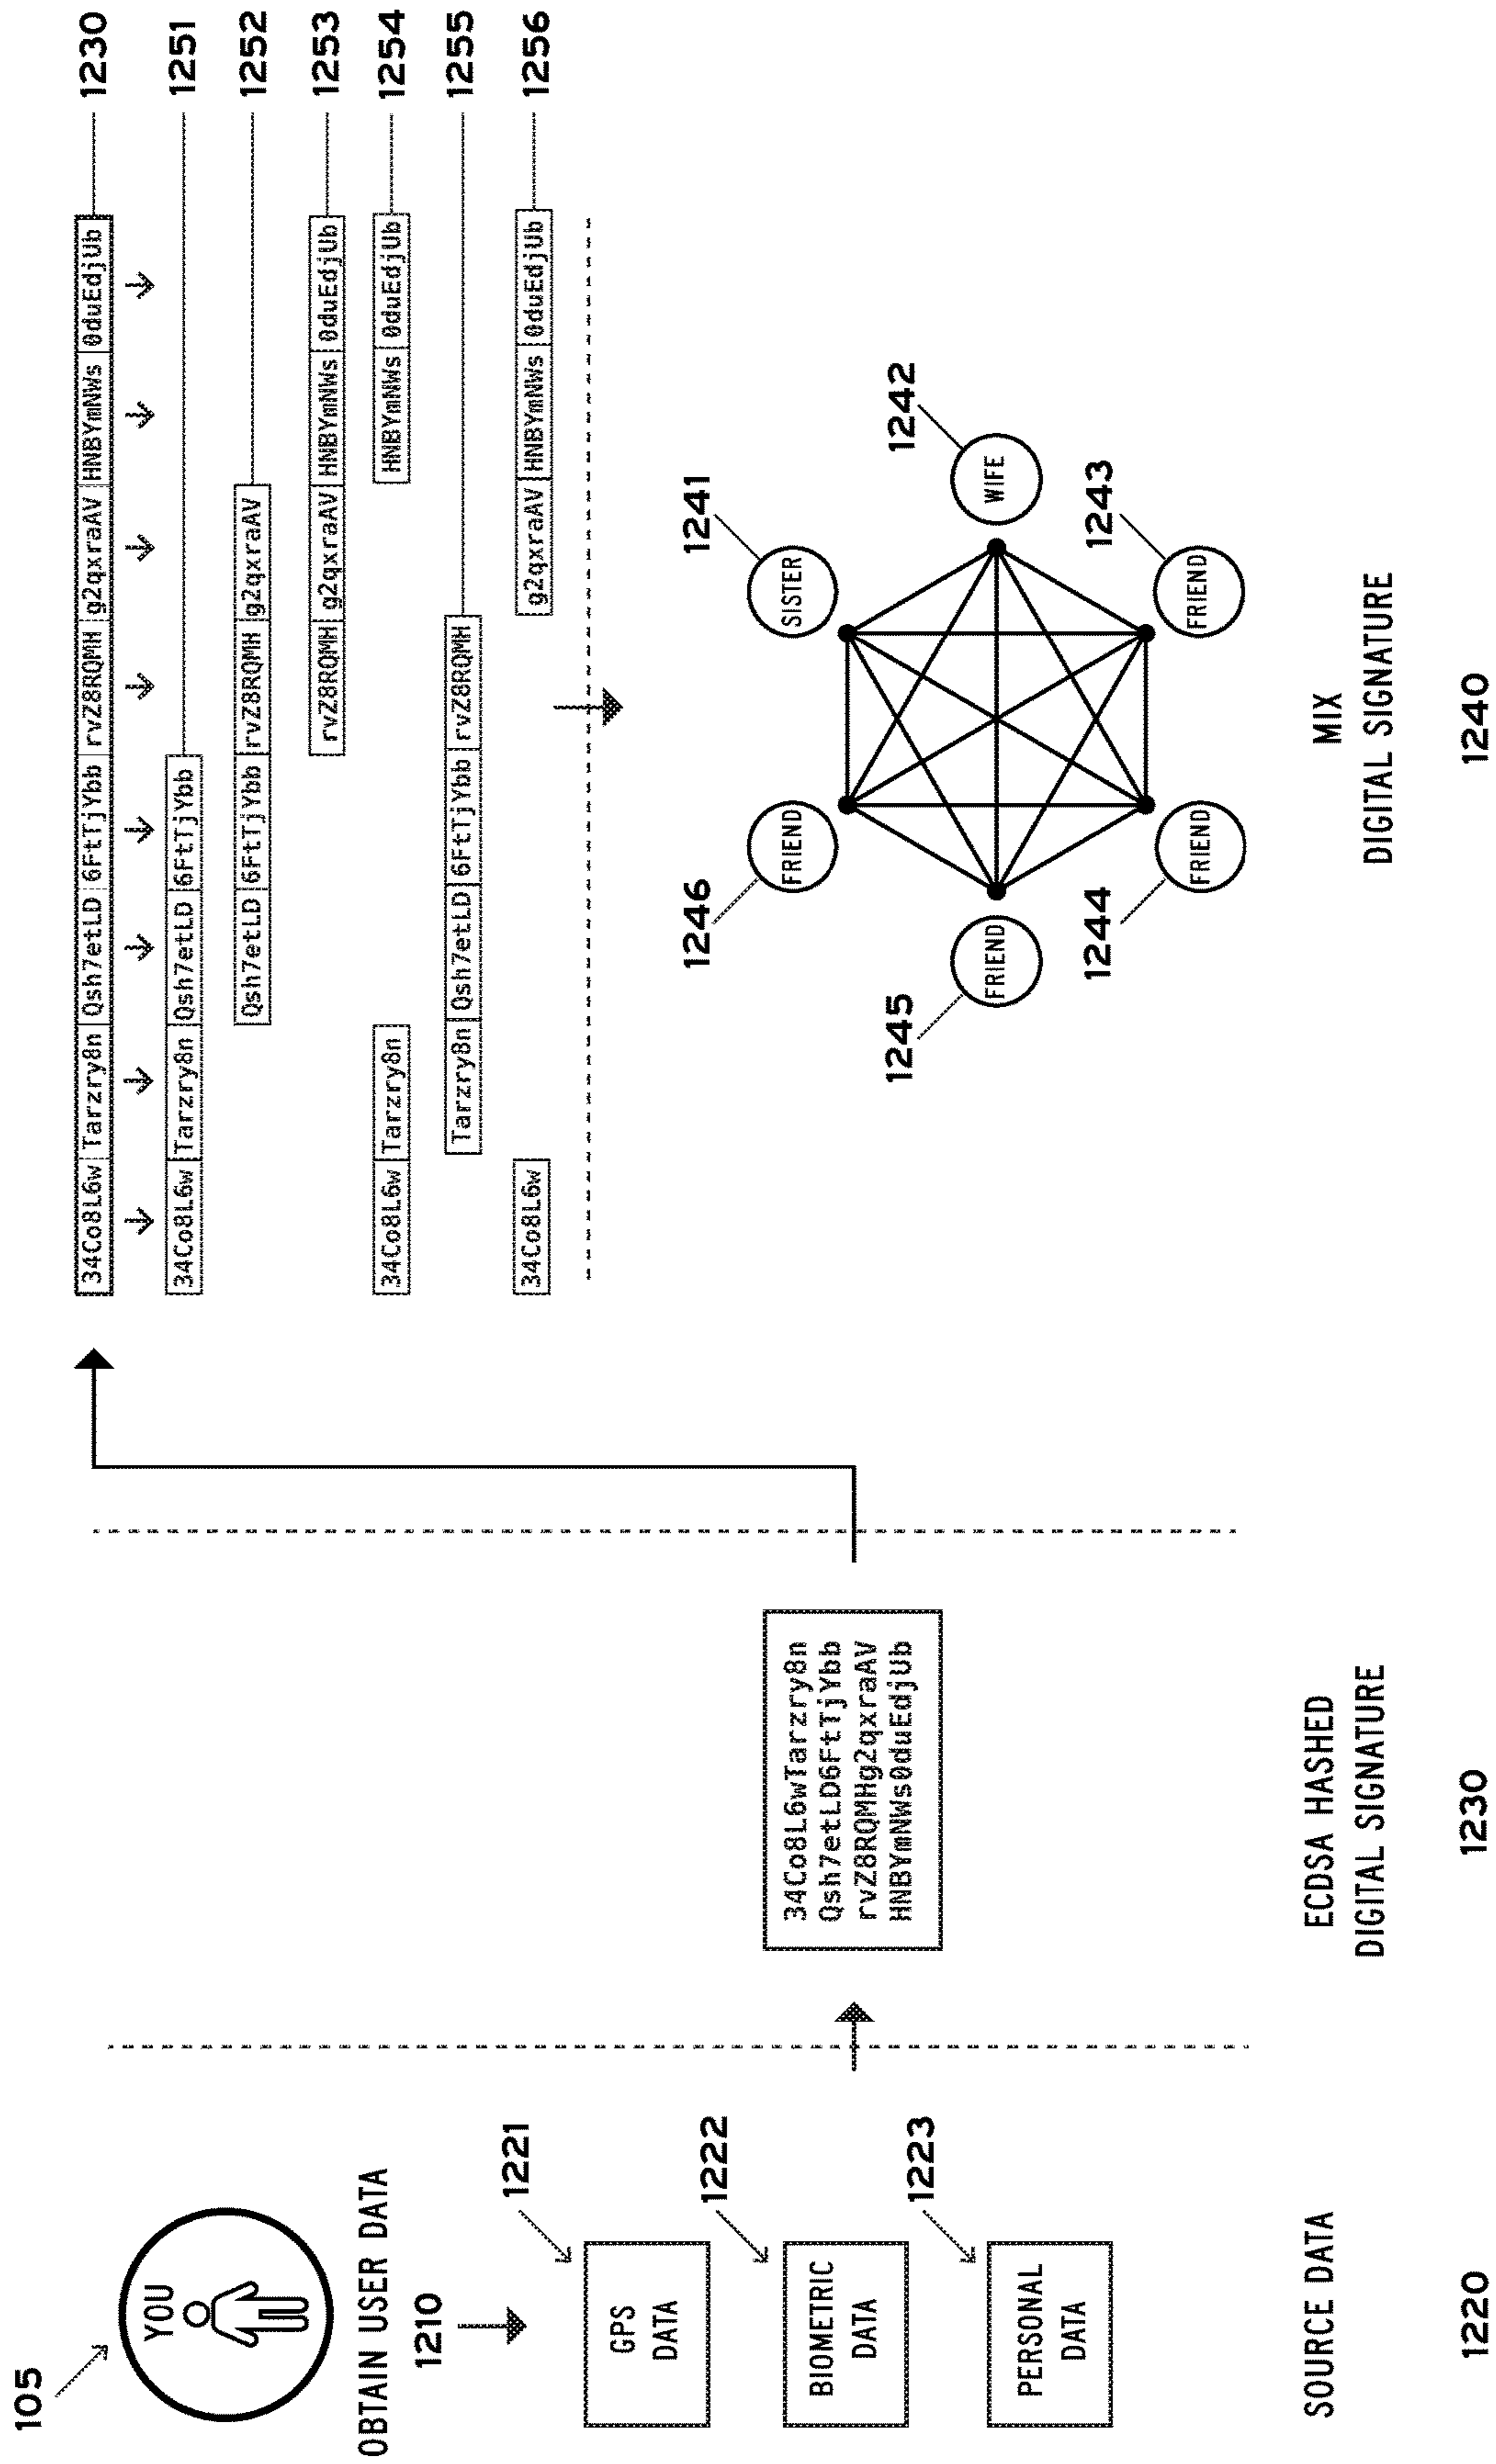 105
YOU
OBTAIN USER DATA
1210
1221
GPS
DATA
1222
BIOMETRIC
DATA
1223
PERSONAL
DATA
SOURCE DATA
1220
34Co8L6wTarzry8n
Qsh7etLD6FtTjYbb
rvZ8RQMHg2qxraAV
HNBYmNWs0duEdjUb
ECDSA HASHED
DIGITAL SIGNATURE
1230
34Co8L6w Tarzry8n Qsh7etLD 6FtTjYbb rvZ8RQMH g2qxraAV HNBYmNWs 0duEdjUb 1230
34Co8L6w Tarzry8n Qsh7etLD 6FtTjYbb 1251
Qsh7etLD 6FtTjYbb rvZ8RQMH g2qxraAV 1252
rvZ8RQMH g2qxraAV HNBYmNWs 0duEdjUb 1253
34Co8L6w Tarzry8n HNBYmNWs 0duEdjUb 1254
Tarzry8n Qsh7etLD 6FtTjYbb rvZ8RQMH 1255
34Co8L6w g2qxraAV HNBYmNWs 0duEdjUb 1256
1246
1241
FRIEND
SISTER
1245
1242
FRIEND
WIFE
1244
1243
FRIEND
FRIEND
MIX
DIGITAL SIGNATURE
1240